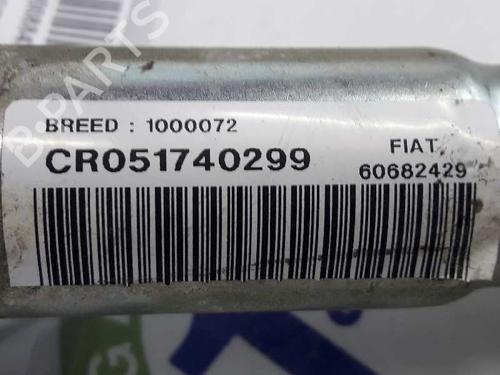 BREED : 1000072
CR051740299
FIAT
60682429
B-PARTS